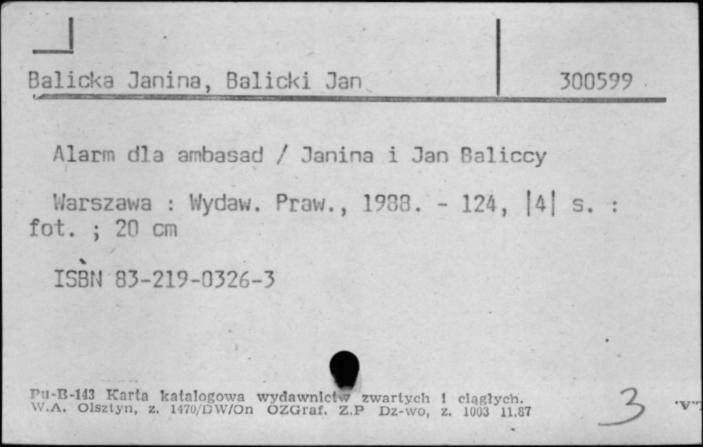 Balicka Janina, Balicki Jan 300599
Alarm dla ambasad / Janina i Jan Baliccy
Warszawa : Wydaw. Praw., 1988. - 124, |4| s. :
fot. ; 20 cm
ISBN 83-219-0326-3
Pu-B-143 Karta katalogowa wydawnictw zwartych i ciągłych.
W.A. Olsztyn, z. 1470/DW/On OZGraf. Z.P Dz-wo, z. 1003 11.87
3
"V"